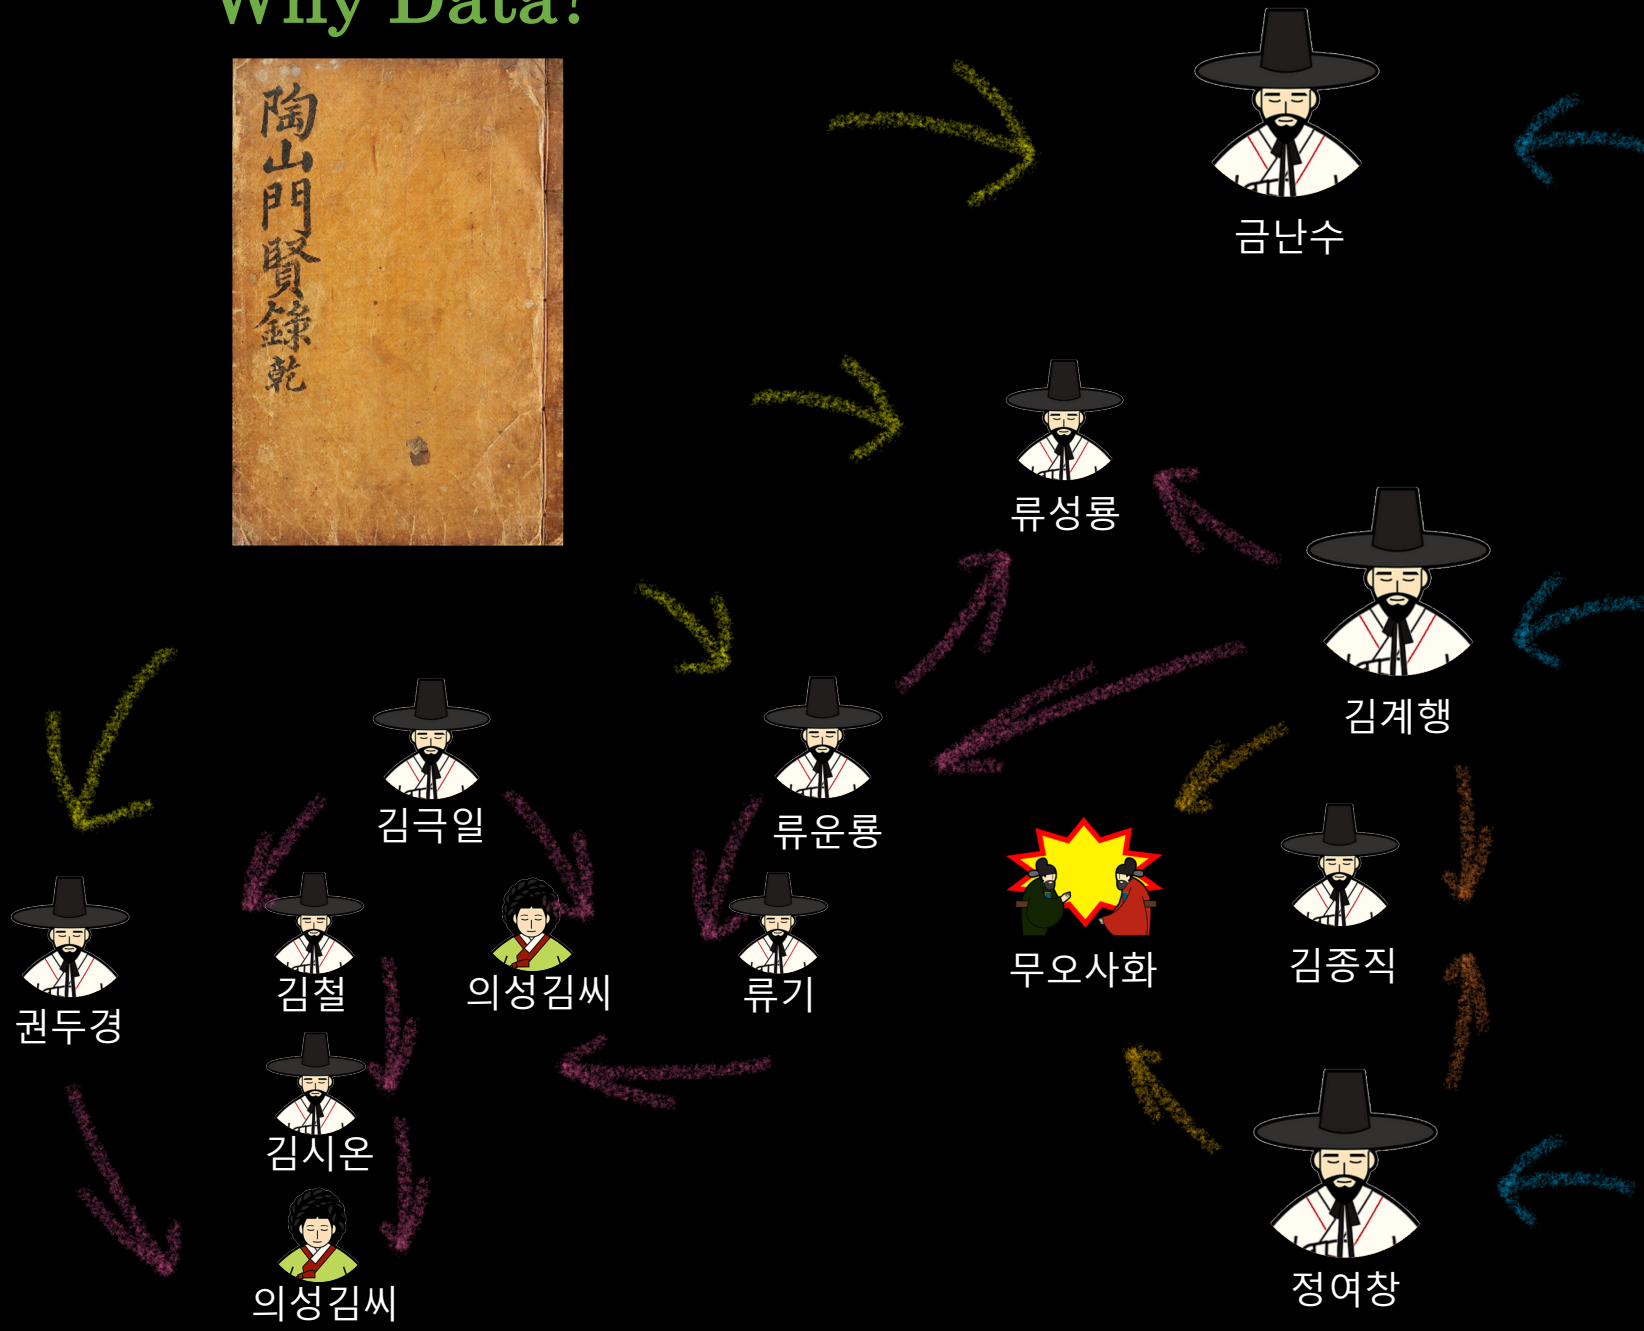 Why Data?
陶山門賢錄 乾
금난수
류성룡
김계행
김극일
류운룡
무오사화
김종직
권두경
김철
의성김씨
류기
김시온
의성김씨
정여창